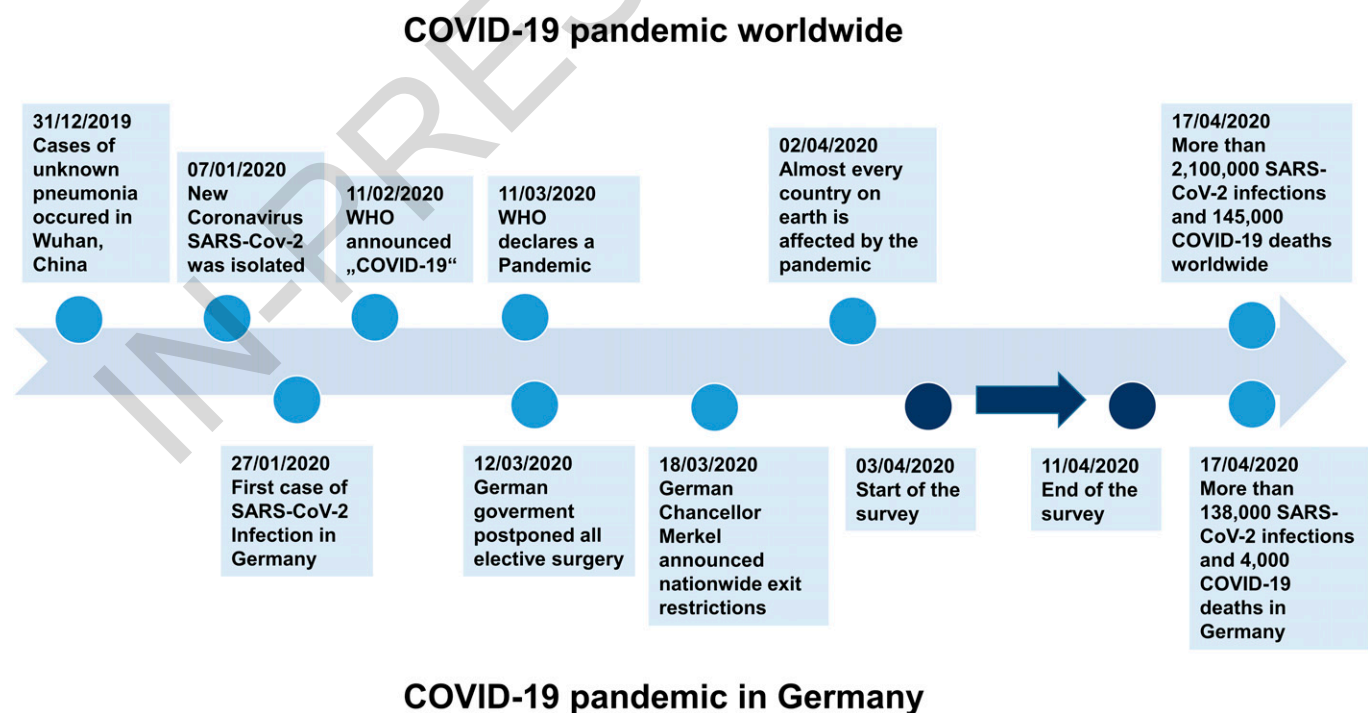 COVID-19 pandemic worldwide
31/12/2019
Cases of
unknown
pneumonia
occured in
Wuhan,
China
07/01/2020
New
Coronavirus
SARS-Cov-2
was isolated
11/02/2020
WHO
announced
„COVID-19“
11/03/2020
WHO
declares a
Pandemic
02/04/2020
Almost every
country on
earth is
affected by the
pandemic
17/04/2020
More than
2,100,000 SARS-
CoV-2 infections
and 145,000
COVID-19 deaths
worldwide
27/01/2020
First case of
SARS-CoV-2
Infection in
Germany
12/03/2020
German
goverment
postponed all
elective surgery
18/03/2020
German
Chancellor
Merkel
announced
nationwide exit
restrictions
03/04/2020
Start of the
survey
11/04/2020
End of the
survey
17/04/2020
More than
138,000 SARS-
CoV-2 infections
and 4,000
COVID-19
deaths in
Germany
COVID-19 pandemic in Germany
IN-PRES